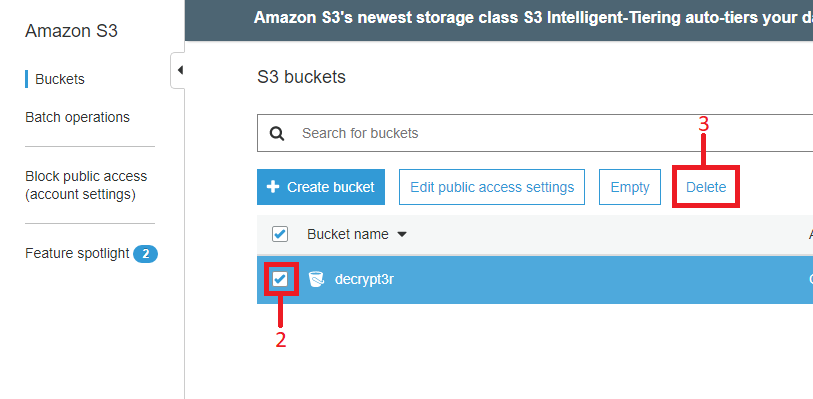 Amazon S3
Amazon S3's newest storage class S3 Intelligent-Tiering auto-tiers your da
Buckets
Batch operations
Block public access
(account settings)
Feature spotlight 2
S3 buckets
Search for buckets
3
Create bucket Edit public access settings Empty Delete
Bucket name
decrypt3r
2